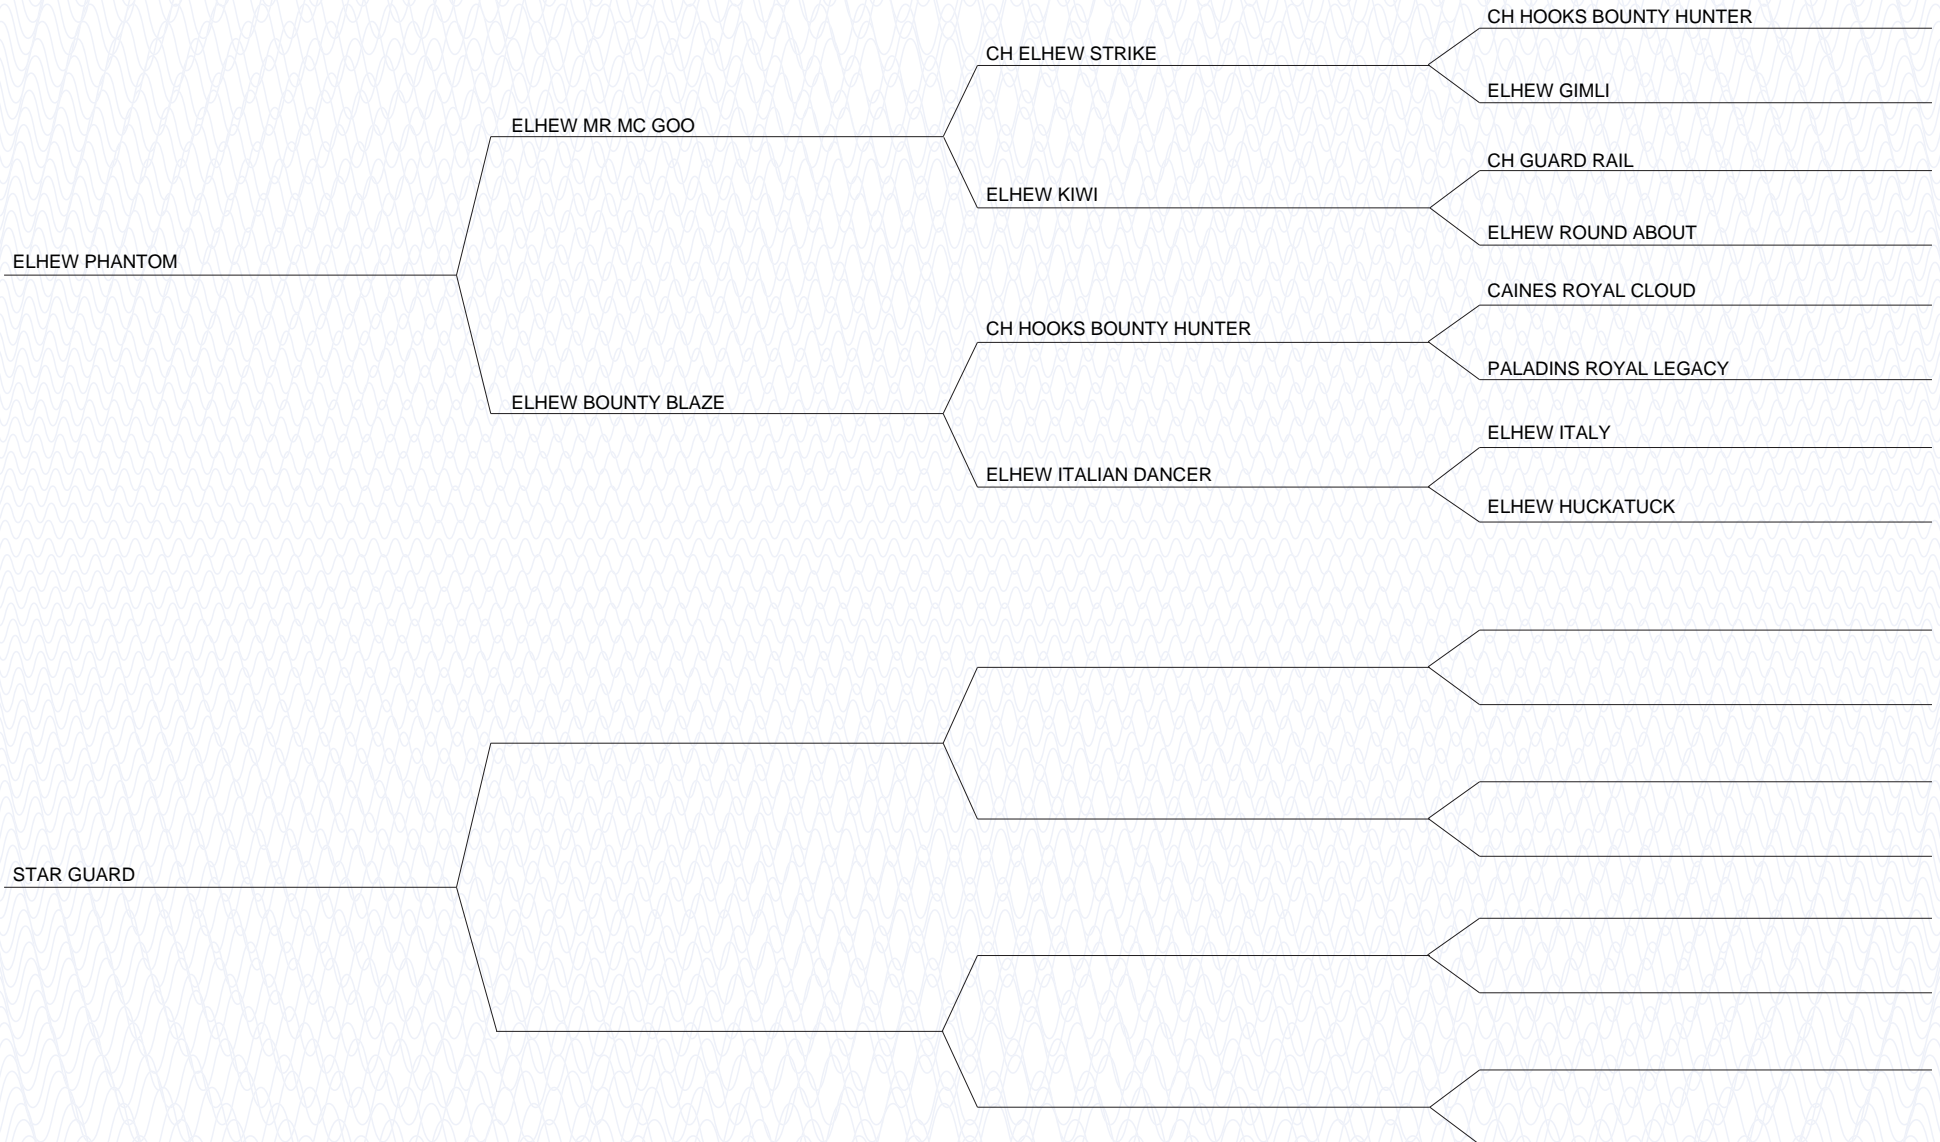 CH HOOKS BOUNTY HUNTER
CH ELHEW STRIKE
ELHEW GIMLI
ELHEW MR MC GOO
CH GUARD RAIL
ELHEW KIWI
ELHEW ROUND ABOUT
ELHEW PHANTOM
CAINES ROYAL CLOUD
CH HOOKS BOUNTY HUNTER
PALADINS ROYAL LEGACY
ELHEW BOUNTY BLAZE
ELHEW ITALY
ELHEW ITALIAN DANCER
ELHEW HUCKATUCK
STAR GUARD